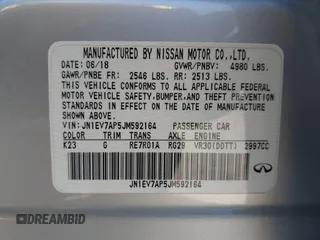 MANUFACTURED BY NISSAN MOTOR CO.,LTD.
DATE: 06/18 GVWR/PNBV: 4980 LBS.
GAWR/PNBE FR: 2546 LBS. RR: 2513 LBS.
THIS VEHICLE CONFORMS TO ALL APPLICABLE FEDERAL
MOTOR VEHICLE SAFETY,BUMPER,AND THEFT PREVENTION
STANDARDS IN EFFECT ON THE DATE OF MANUFACTURE
SHOWN ABOVE.
VIN: JN1EV7AP5JM592164 PASSENGER CAR
COLOR TRIM TRANS AXLE ENGINE
K23 G RE7R01A RG29 VR30(DDTT) 2997CC
JN1EV7AP5JM592164
© DREAMBID